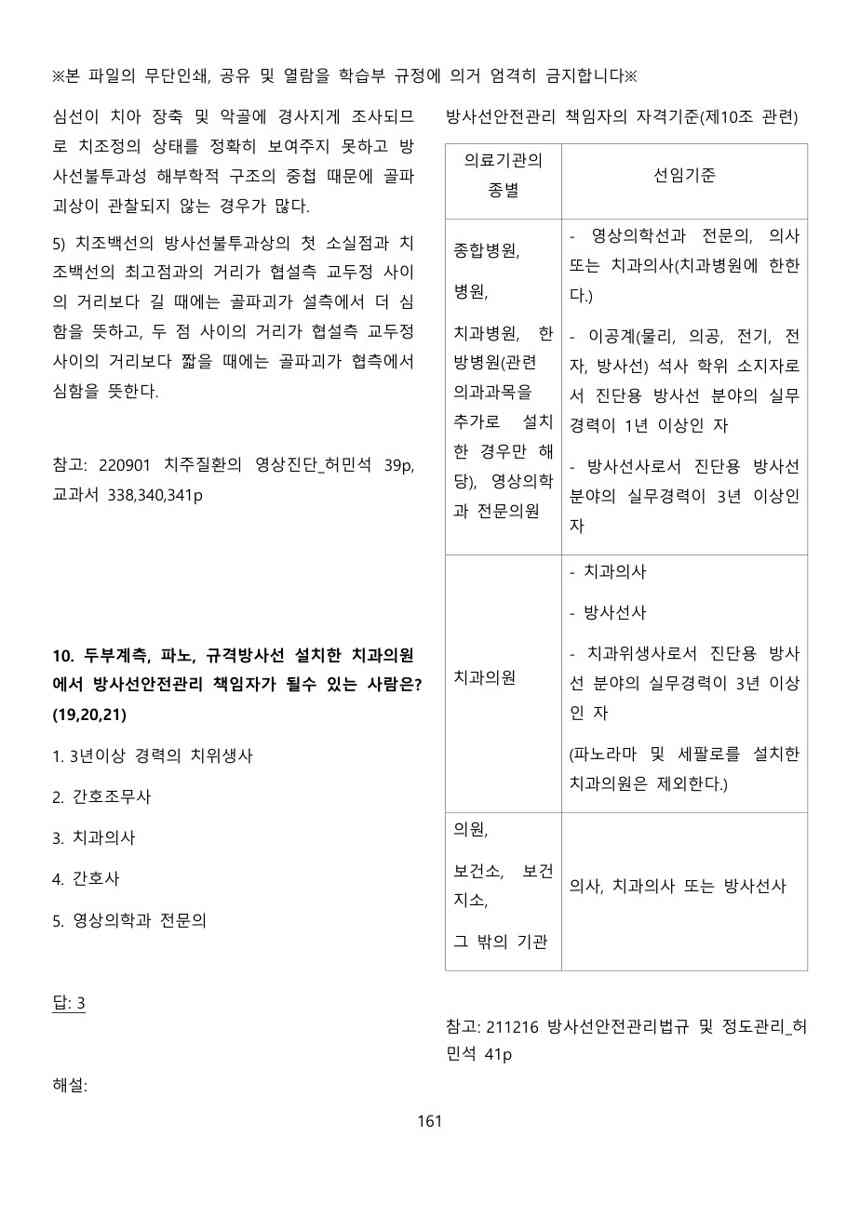 ※본 파일의 무단인쇄, 공유 및 열람을 학습부 규정에 의거 엄격히 금지합니다※
심선이 치아 장축 및 악골에 경사지게 조사되므
로 치조정의 상태를 정확히 보여주지 못하고 방
사선불투과성 해부학적 구조의 중첩 때문에 골파
괴상이 관찰되지 않는 경우가 많다.
5) 치조백선의 방사선불투과상의 첫 소실점과 치
조백선의 최고점과의 거리가 협설측 교두정 사이
의 거리보다 길 때에는 골파괴가 설측에서 더 심
함을 뜻하고, 두 점 사이의 거리가 협설측 교두정
사이의 거리보다 짧을 때에는 골파괴가 협측에서
심함을 뜻한다.
참고: 220901 치주질환의 영상진단_허민석 39p,
교과서 338,340,341p
10. 두부계측, 파노, 규격방사선 설치한 치과의원
에서 방사선안전관리 책임자가 될수 있는 사람은?
(19,20,21)
1. 3년이상 경력의 치위생사
2. 간호조무사
3. 치과의사
4. 간호사
5. 영상의학과 전문의
답: 3
해설:
방사선안전관리 책임자의 자격기준(제10조 관련)
의료기관의
종별
선임기준
종합병원,
병원,
치과병원, 한
방병원(관련
의과과목을
추가로 설치
한 경우만 해
당), 영상의학
과 전문의원
- 영상의학선과 전문의, 의사
또는 치과의사(치과병원에 한한
다.)
- 이공계(물리, 의공, 전기, 전
자, 방사선) 석사 학위 소지자로
서 진단용 방사선 분야의 실무
경력이 1년 이상인 자
- 방사선사로서 진단용 방사선
분야의 실무경력이 3년 이상인
자
치과의원
- 치과의사
- 방사선사
- 치과위생사로서 진단용 방사
선 분야의 실무경력이 3년 이상
인 자
(파노라마 및 세팔로를 설치한
치과의원은 제외한다.)
의원,
보건소, 보건
지소,
그 밖의 기관
의사, 치과의사 또는 방사선사
참고: 211216 방사선안전관리법규 및 정도관리_허
민석 41p
161